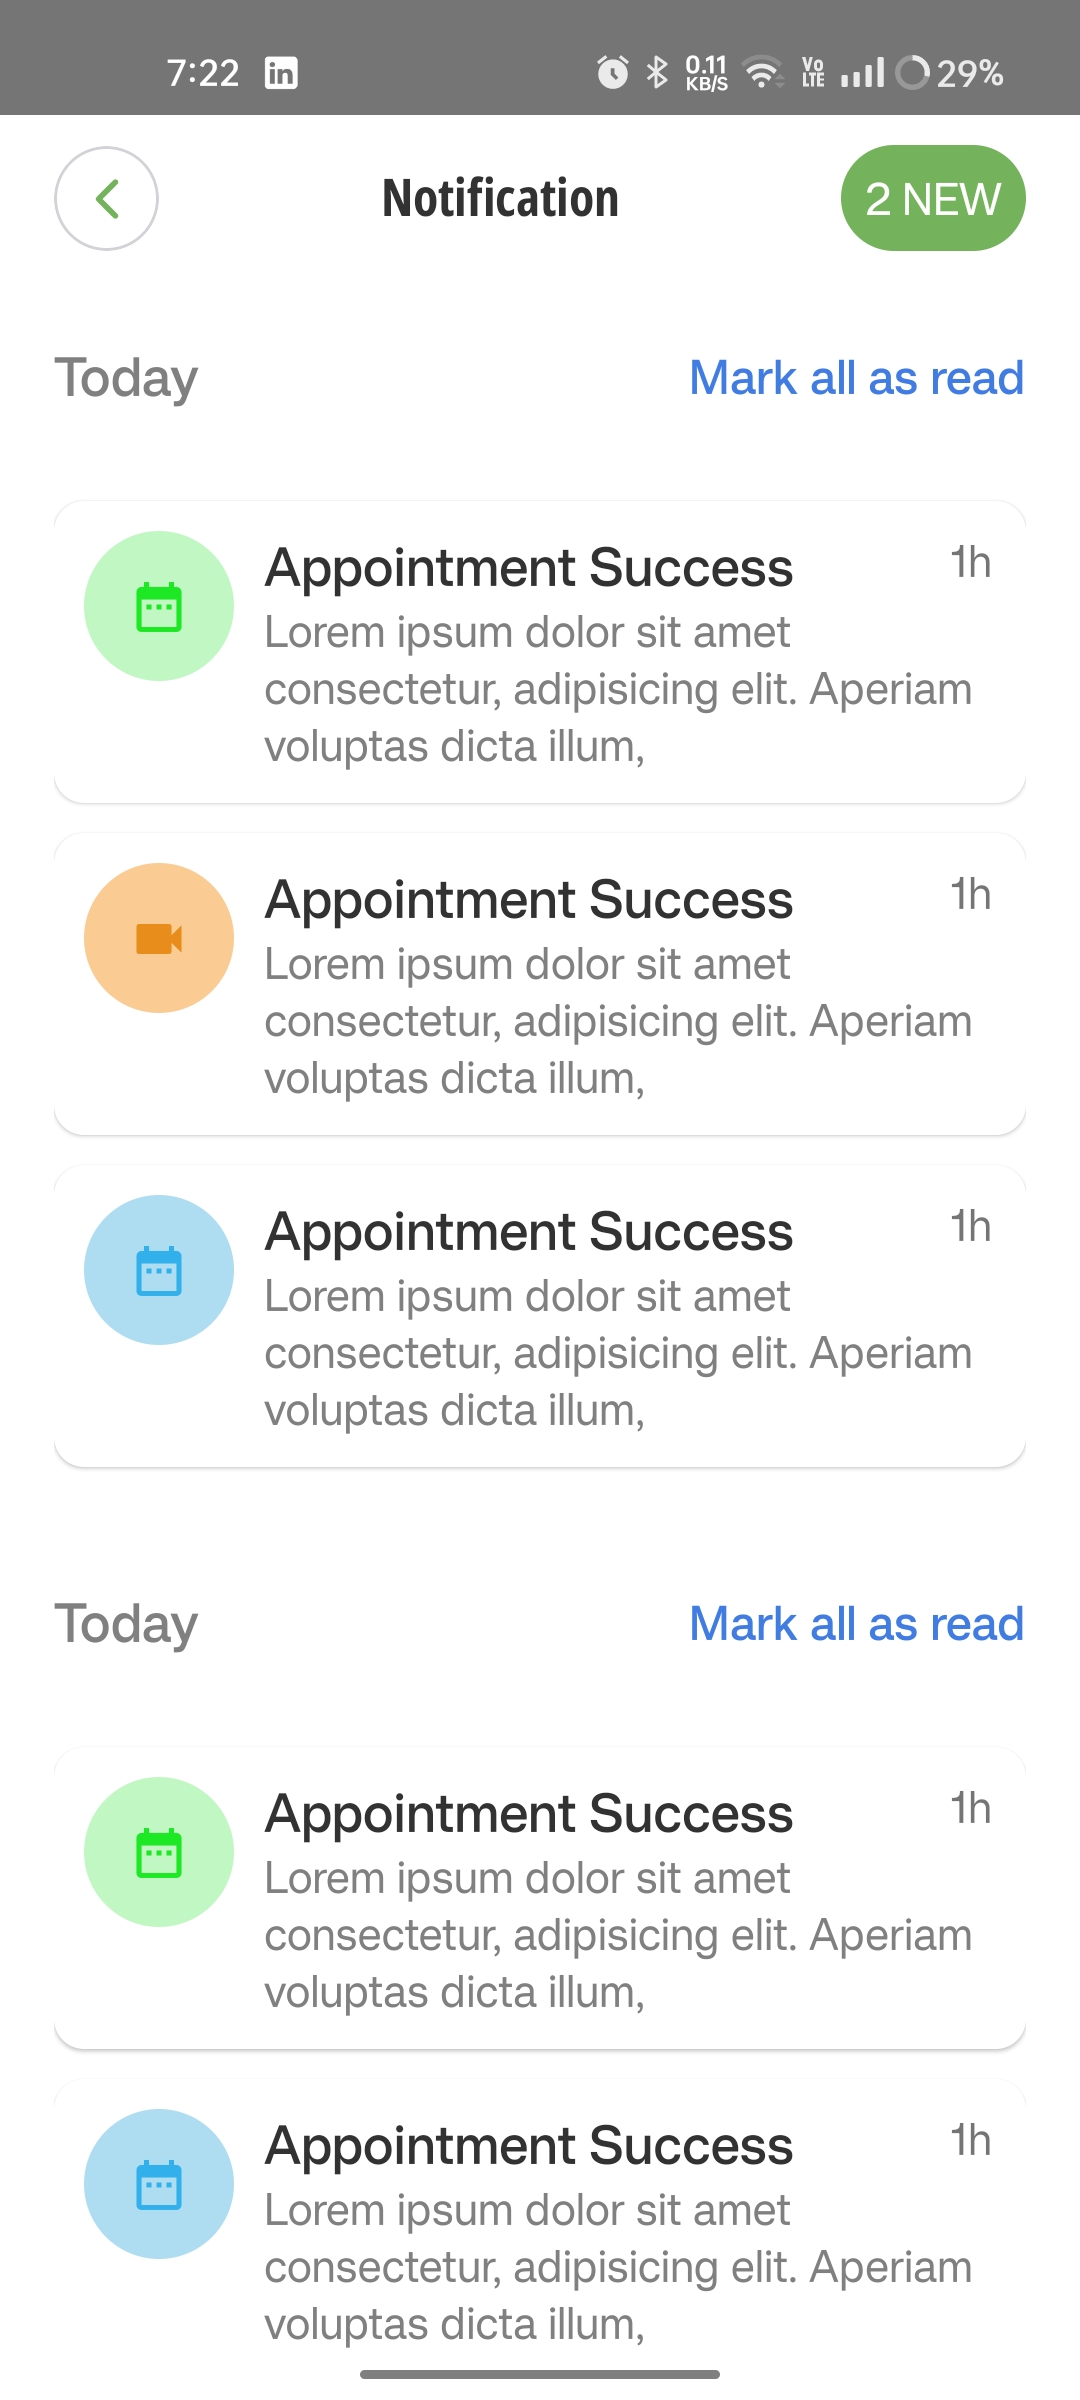 7:22 in 0.11 KB/S Vo LTE 29%
Notification
2 NEW
Today
Mark all as read
Appointment Success
1h
Lorem ipsum dolor sit amet
consectetur, adipisicing elit. Aperiam
voluptas dicta illum,
Appointment Success
1h
Lorem ipsum dolor sit amet
consectetur, adipisicing elit. Aperiam
voluptas dicta illum,
Appointment Success
1h
Lorem ipsum dolor sit amet
consectetur, adipisicing elit. Aperiam
voluptas dicta illum,
Today
Mark all as read
Appointment Success
1h
Lorem ipsum dolor sit amet
consectetur, adipisicing elit. Aperiam
voluptas dicta illum,
Appointment Success
1h
Lorem ipsum dolor sit amet
consectetur, adipisicing elit. Aperiam
voluptas dicta illum,